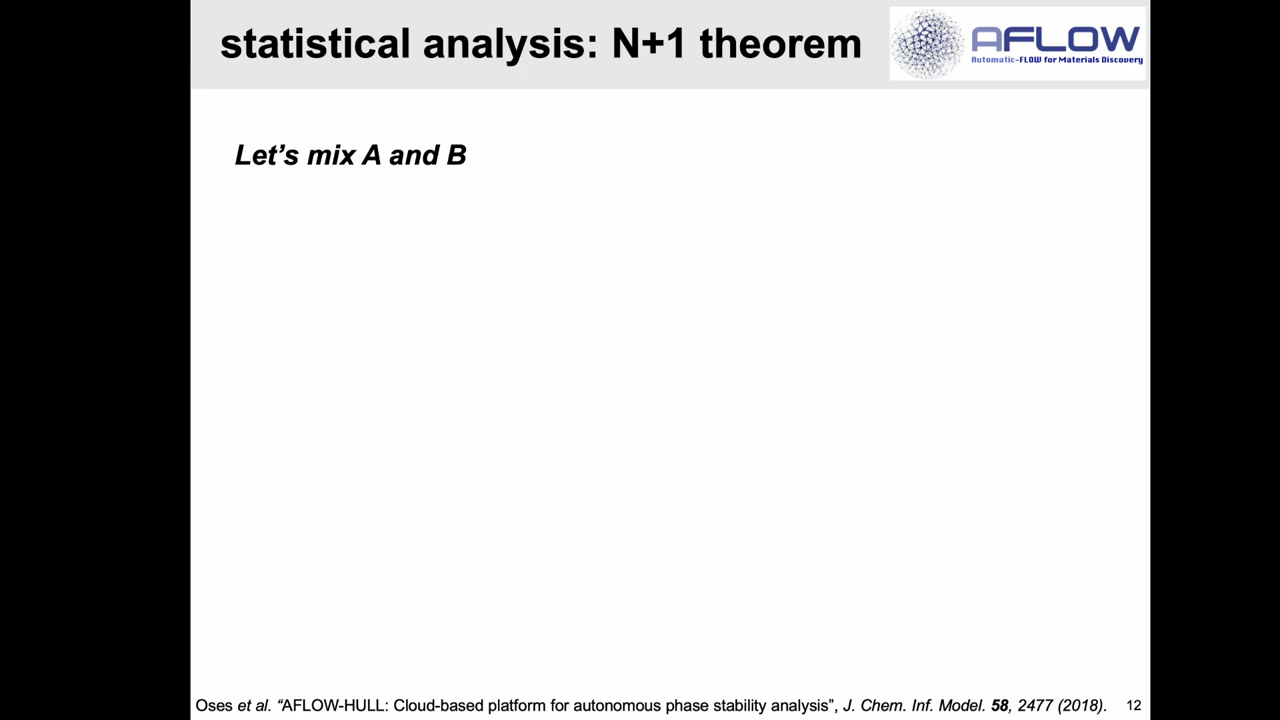 statistical analysis: N+1 theorem
AFLOW
Automatic-FLOW for Materials Discovery
Let’s mix A and B
Oses et al. “AFLOW-HULL: Cloud-based platform for autonomous phase stability analysis”, J. Chem. Inf. Model. 58, 2477 (2018). 12